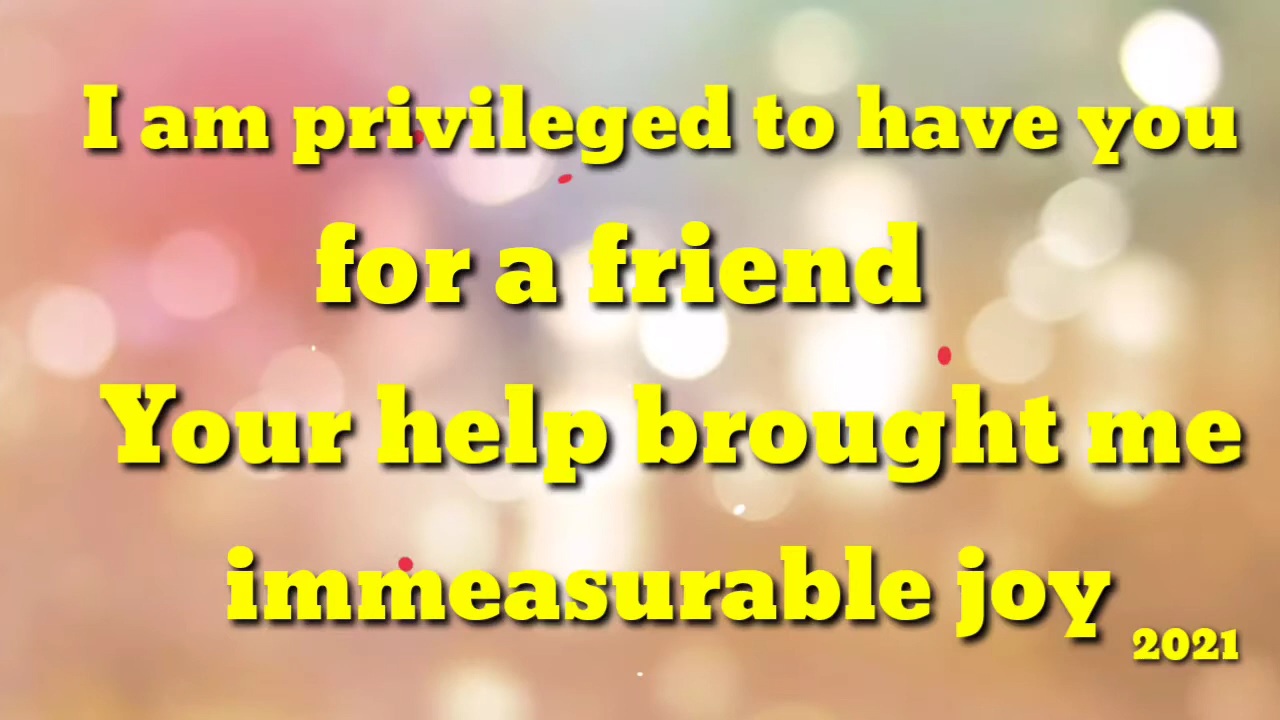 I am privileged to have you
for a friend
Your help brought me
immeasurable joy
2021